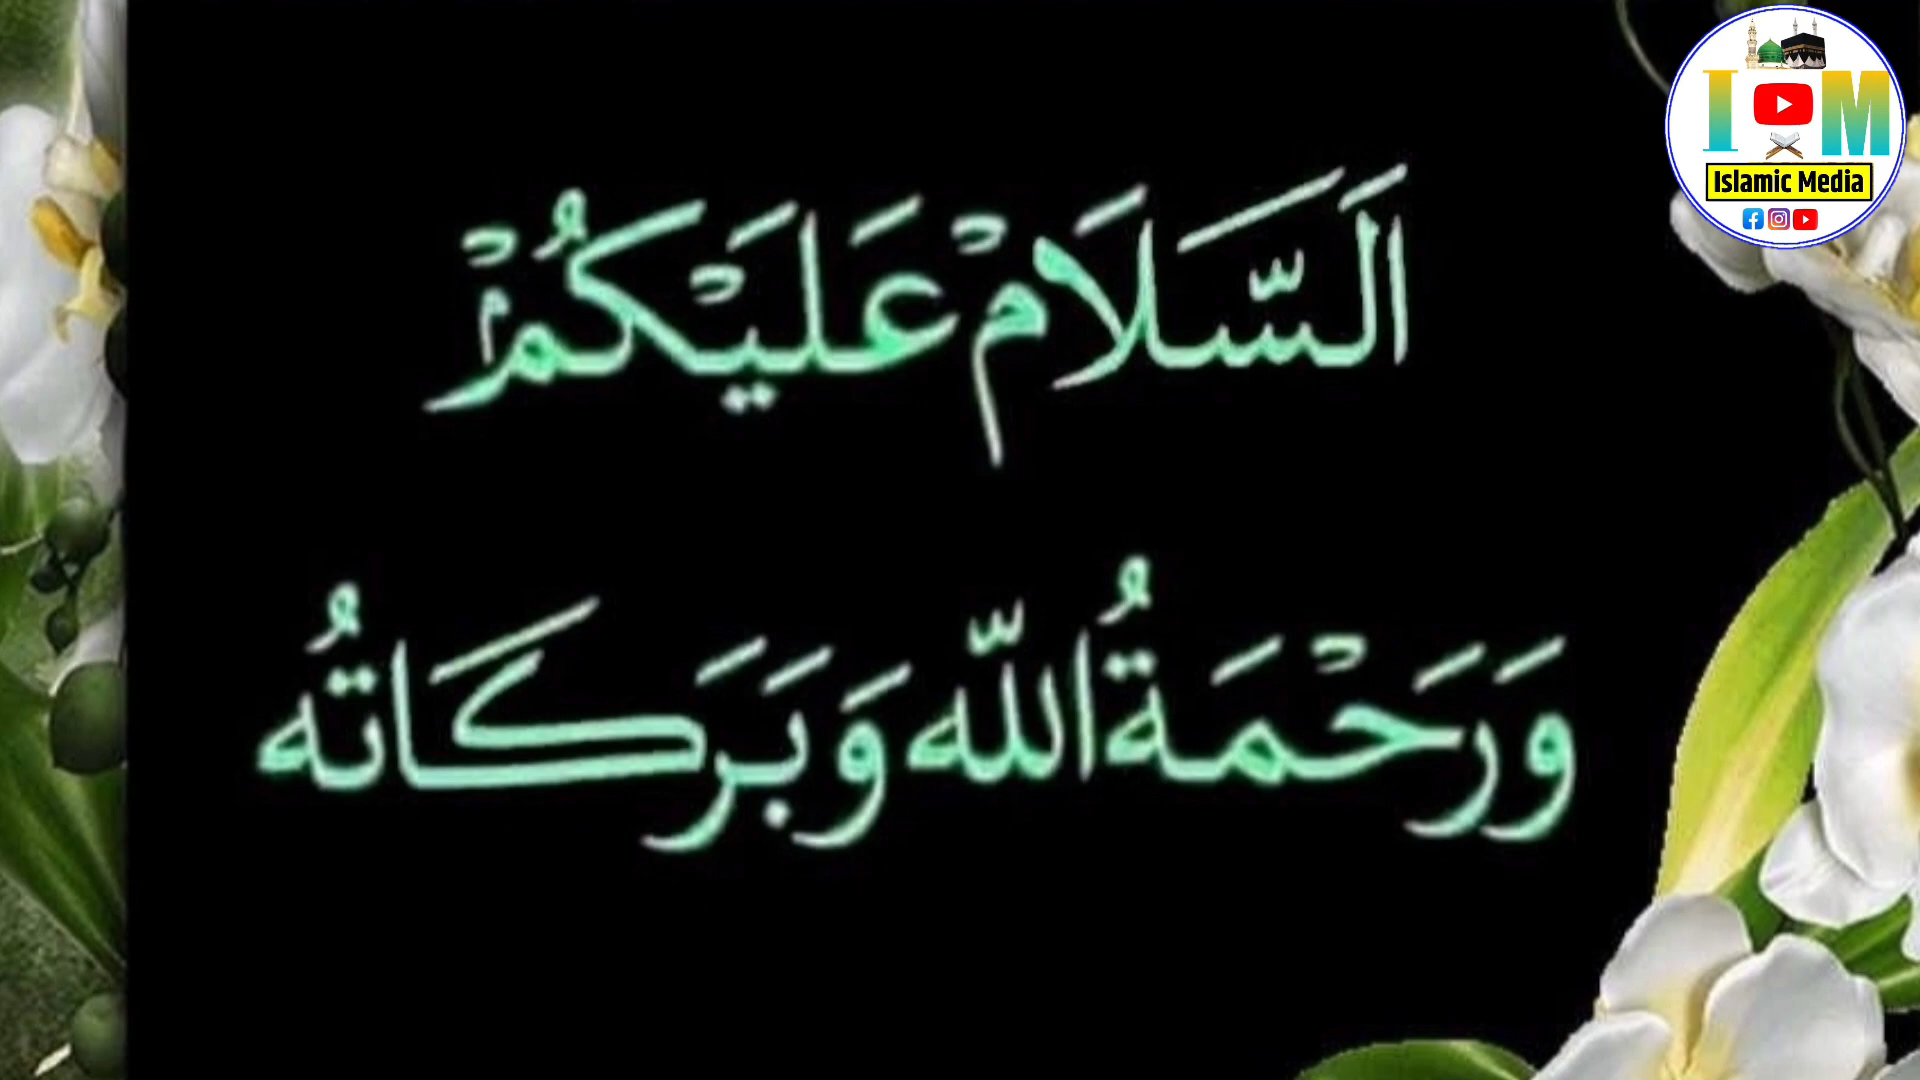 اَلسَّلَامْ عَلَيْكُمْ
وَرَحْمَةُ اللّه وَبَرَكَاتُه
I M
Islamic Media